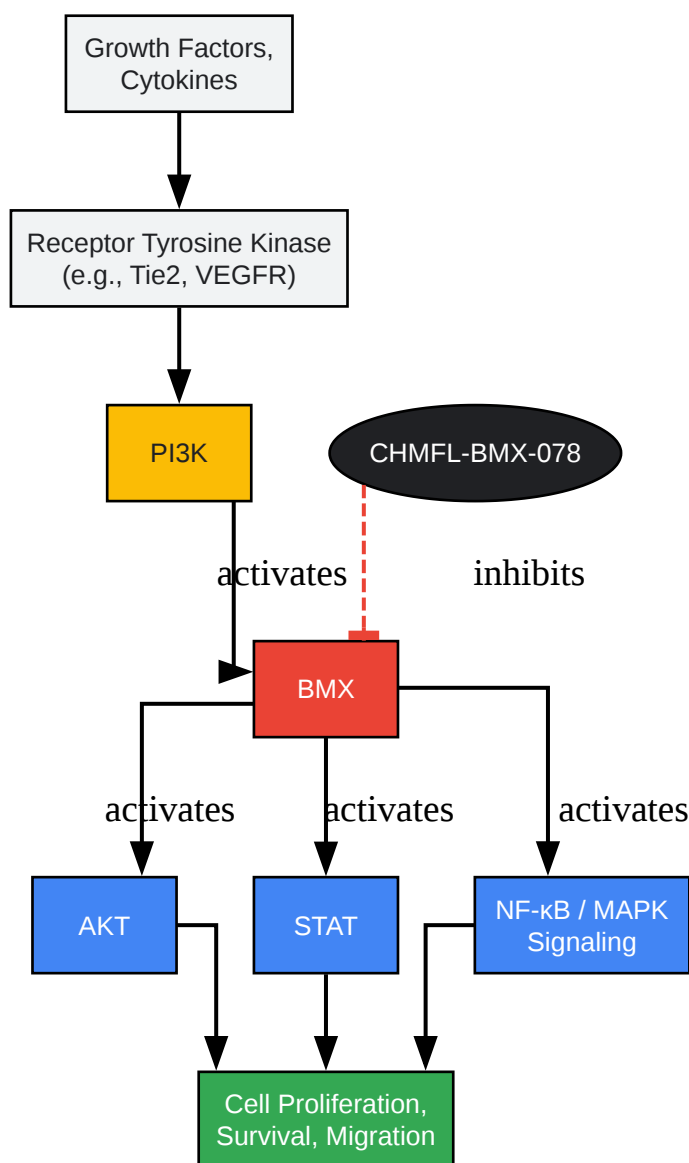 Growth Factors,
Cytokines
Receptor Tyrosine Kinase
(e.g., Tie2, VEGFR)
PI3K
CHMFL-BMX-078
activates
inhibits
BMX
activates
activates
activates
AKT
STAT
NF-κB / MAPK
Signaling
Cell Proliferation,
Survival, Migration